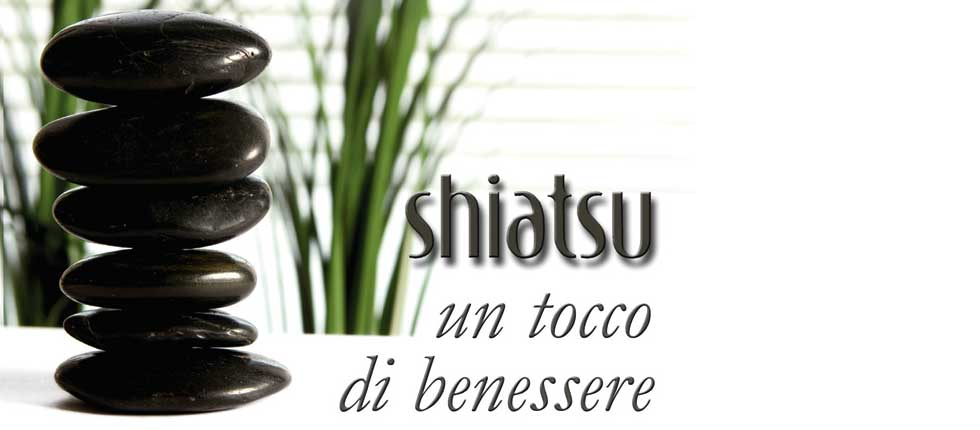 shiatsu
un tocco
di benessere